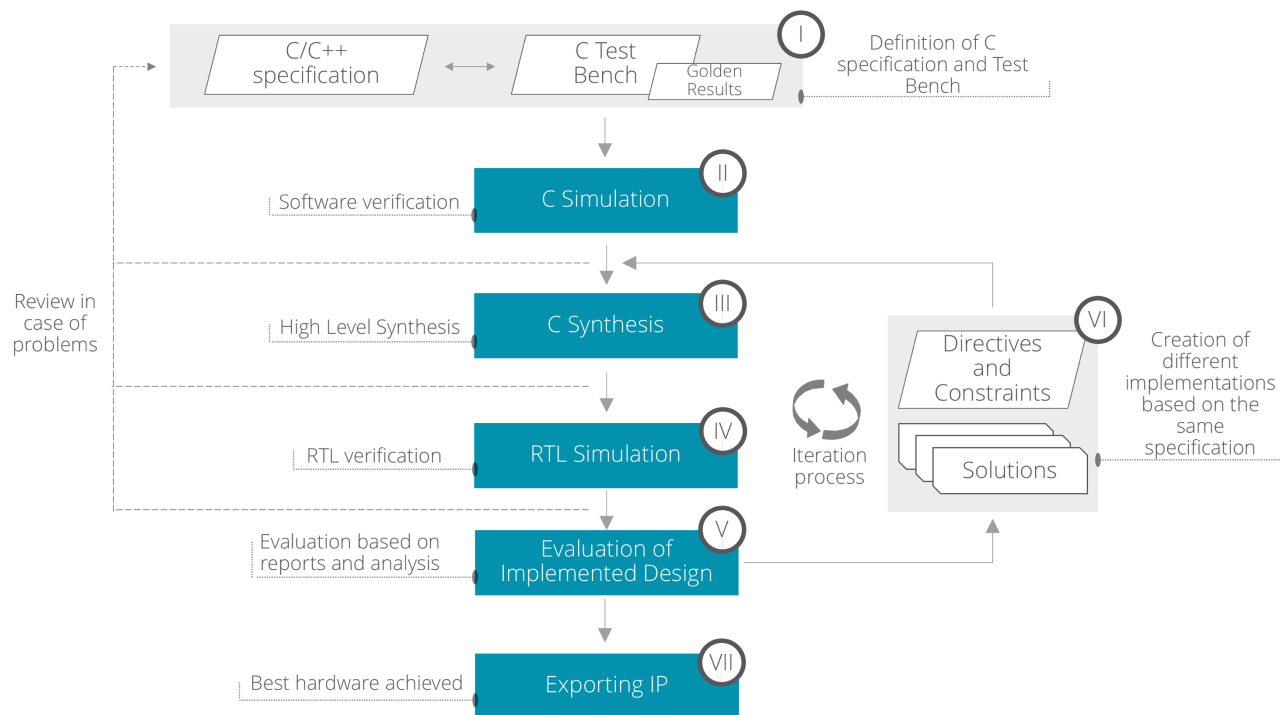 I
C/C++
specification
C Test
Bench
Golden
Results
Definition of C
specification and Test
Bench
II
C Simulation
Software verification
III
C Synthesis
High Level Synthesis
Review in
case of
problems
VI
Directives
and
Constraints
Solutions
Creation of
different
implementations
based on the
same
specification
Iteration
process
IV
RTL Simulation
RTL verification
V
Evaluation of
Implemented Design
Evaluation based on
reports and analysis
VII
Exporting IP
Best hardware achieved